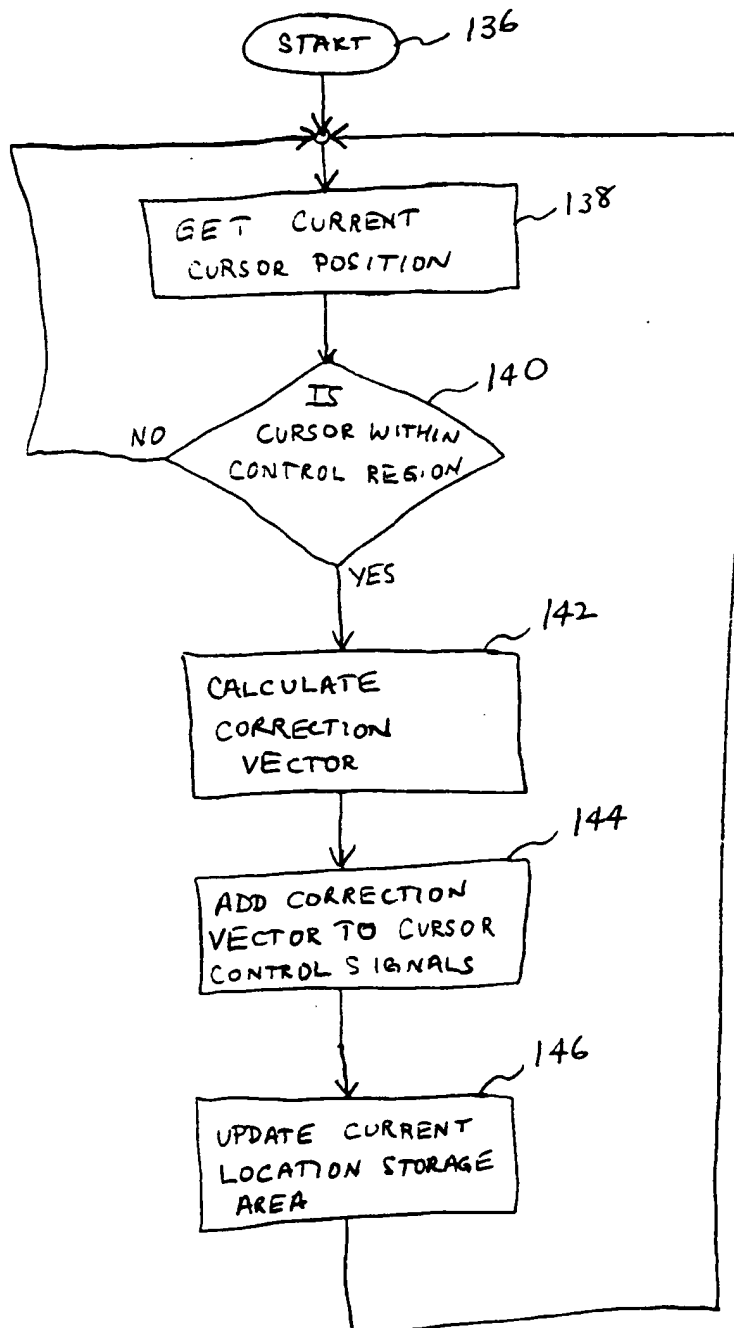 START
136
GET CURRENT
CURSOR POSITION
138
IS
CURSOR WITHIN
CONTROL REGION
140
NO
YES
CALCULATE
CORRECTION
VECTOR
142
ADD CORRECTION
VECTOR TO CURSOR
CONTROL SIGNALS
144
UPDATE CURRENT
LOCATION STORAGE
AREA
146